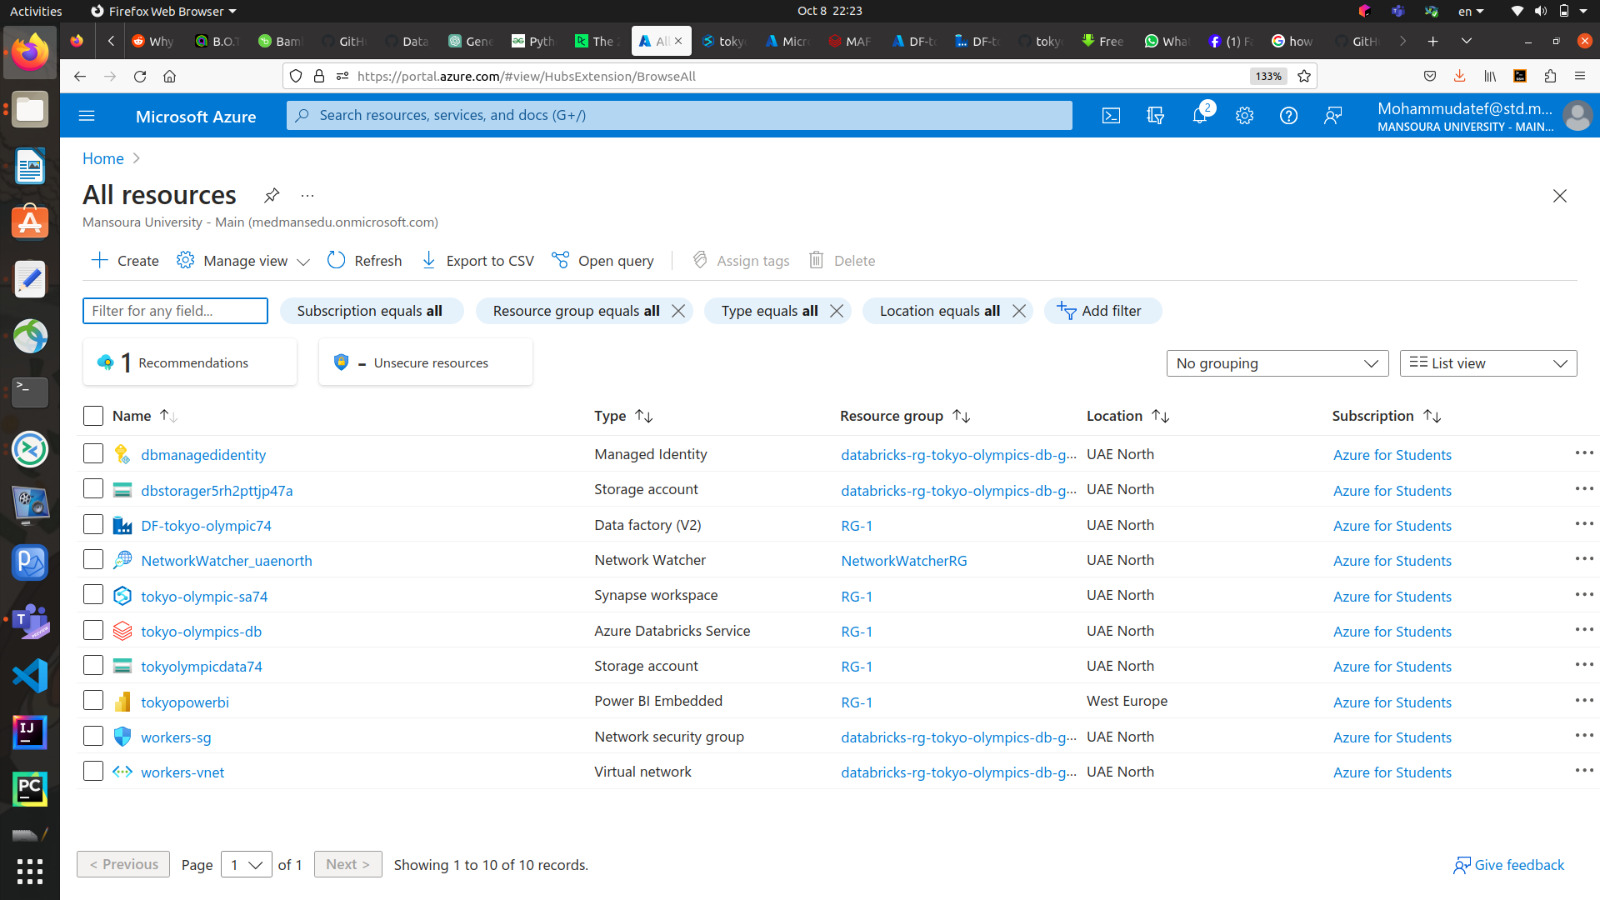 Activities
Firefox Web Browser
Oct 8 22:23
en
Why
B.O.T
Bami
GitH
Data
Gene
Pyth
The
All
toky
Micr
MAF
DF-t
DF-t
toky
Free
What
(1) F
how
GitH
https://portal.azure.com/#view/HubsExtension/BrowseAll
133%
Microsoft Azure
Search resources, services, and docs (G+/)
2
Mohammudatef@std.m...
MANSOURA UNIVERSITY - MAIN...
Home
All resources
Mansoura University - Main (medmansedu.onmicrosoft.com)
Create
Manage view
Refresh
Export to CSV
Open query
Assign tags
Delete
Filter for any field...
Subscription equals all
Resource group equals all
Type equals all
Location equals all
Add filter
1 Recommendations
- Unsecure resources
No grouping
List view
Name Type Resource group Location Subscription
dbmanagedidentity Managed Identity databricks-rg-tokyo-olympics-db-g... UAE North Azure for Students
dbstorager5rh2pttjp47a Storage account databricks-rg-tokyo-olympics-db-g... UAE North Azure for Students
DF-tokyo-olympic74 Data factory (V2) RG-1 UAE North Azure for Students
NetworkWatcher_uaenorth Network Watcher NetworkWatcherRG UAE North Azure for Students
tokyo-olympic-sa74 Synapse workspace RG-1 UAE North Azure for Students
tokyo-olympics-db Azure Databricks Service RG-1 UAE North Azure for Students
tokyolympicdata74 Storage account RG-1 UAE North Azure for Students
tokyopowerbi Power BI Embedded RG-1 West Europe Azure for Students
workers-sg Network security group databricks-rg-tokyo-olympics-db-g... UAE North Azure for Students
workers-vnet Virtual network databricks-rg-tokyo-olympics-db-g... UAE North Azure for Students
< Previous
Page 1 of 1
Next >
Showing 1 to 10 of 10 records.
Give feedback